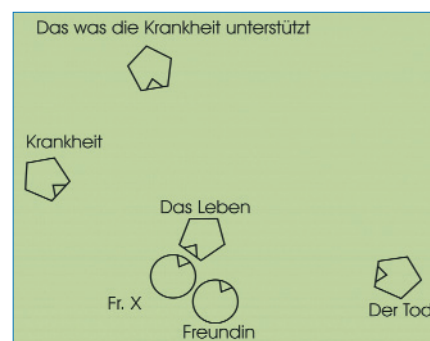 Das was die Krankheit unterstützt
Krankheit
Das Leben
Fr. X
Der Tod
Freundin